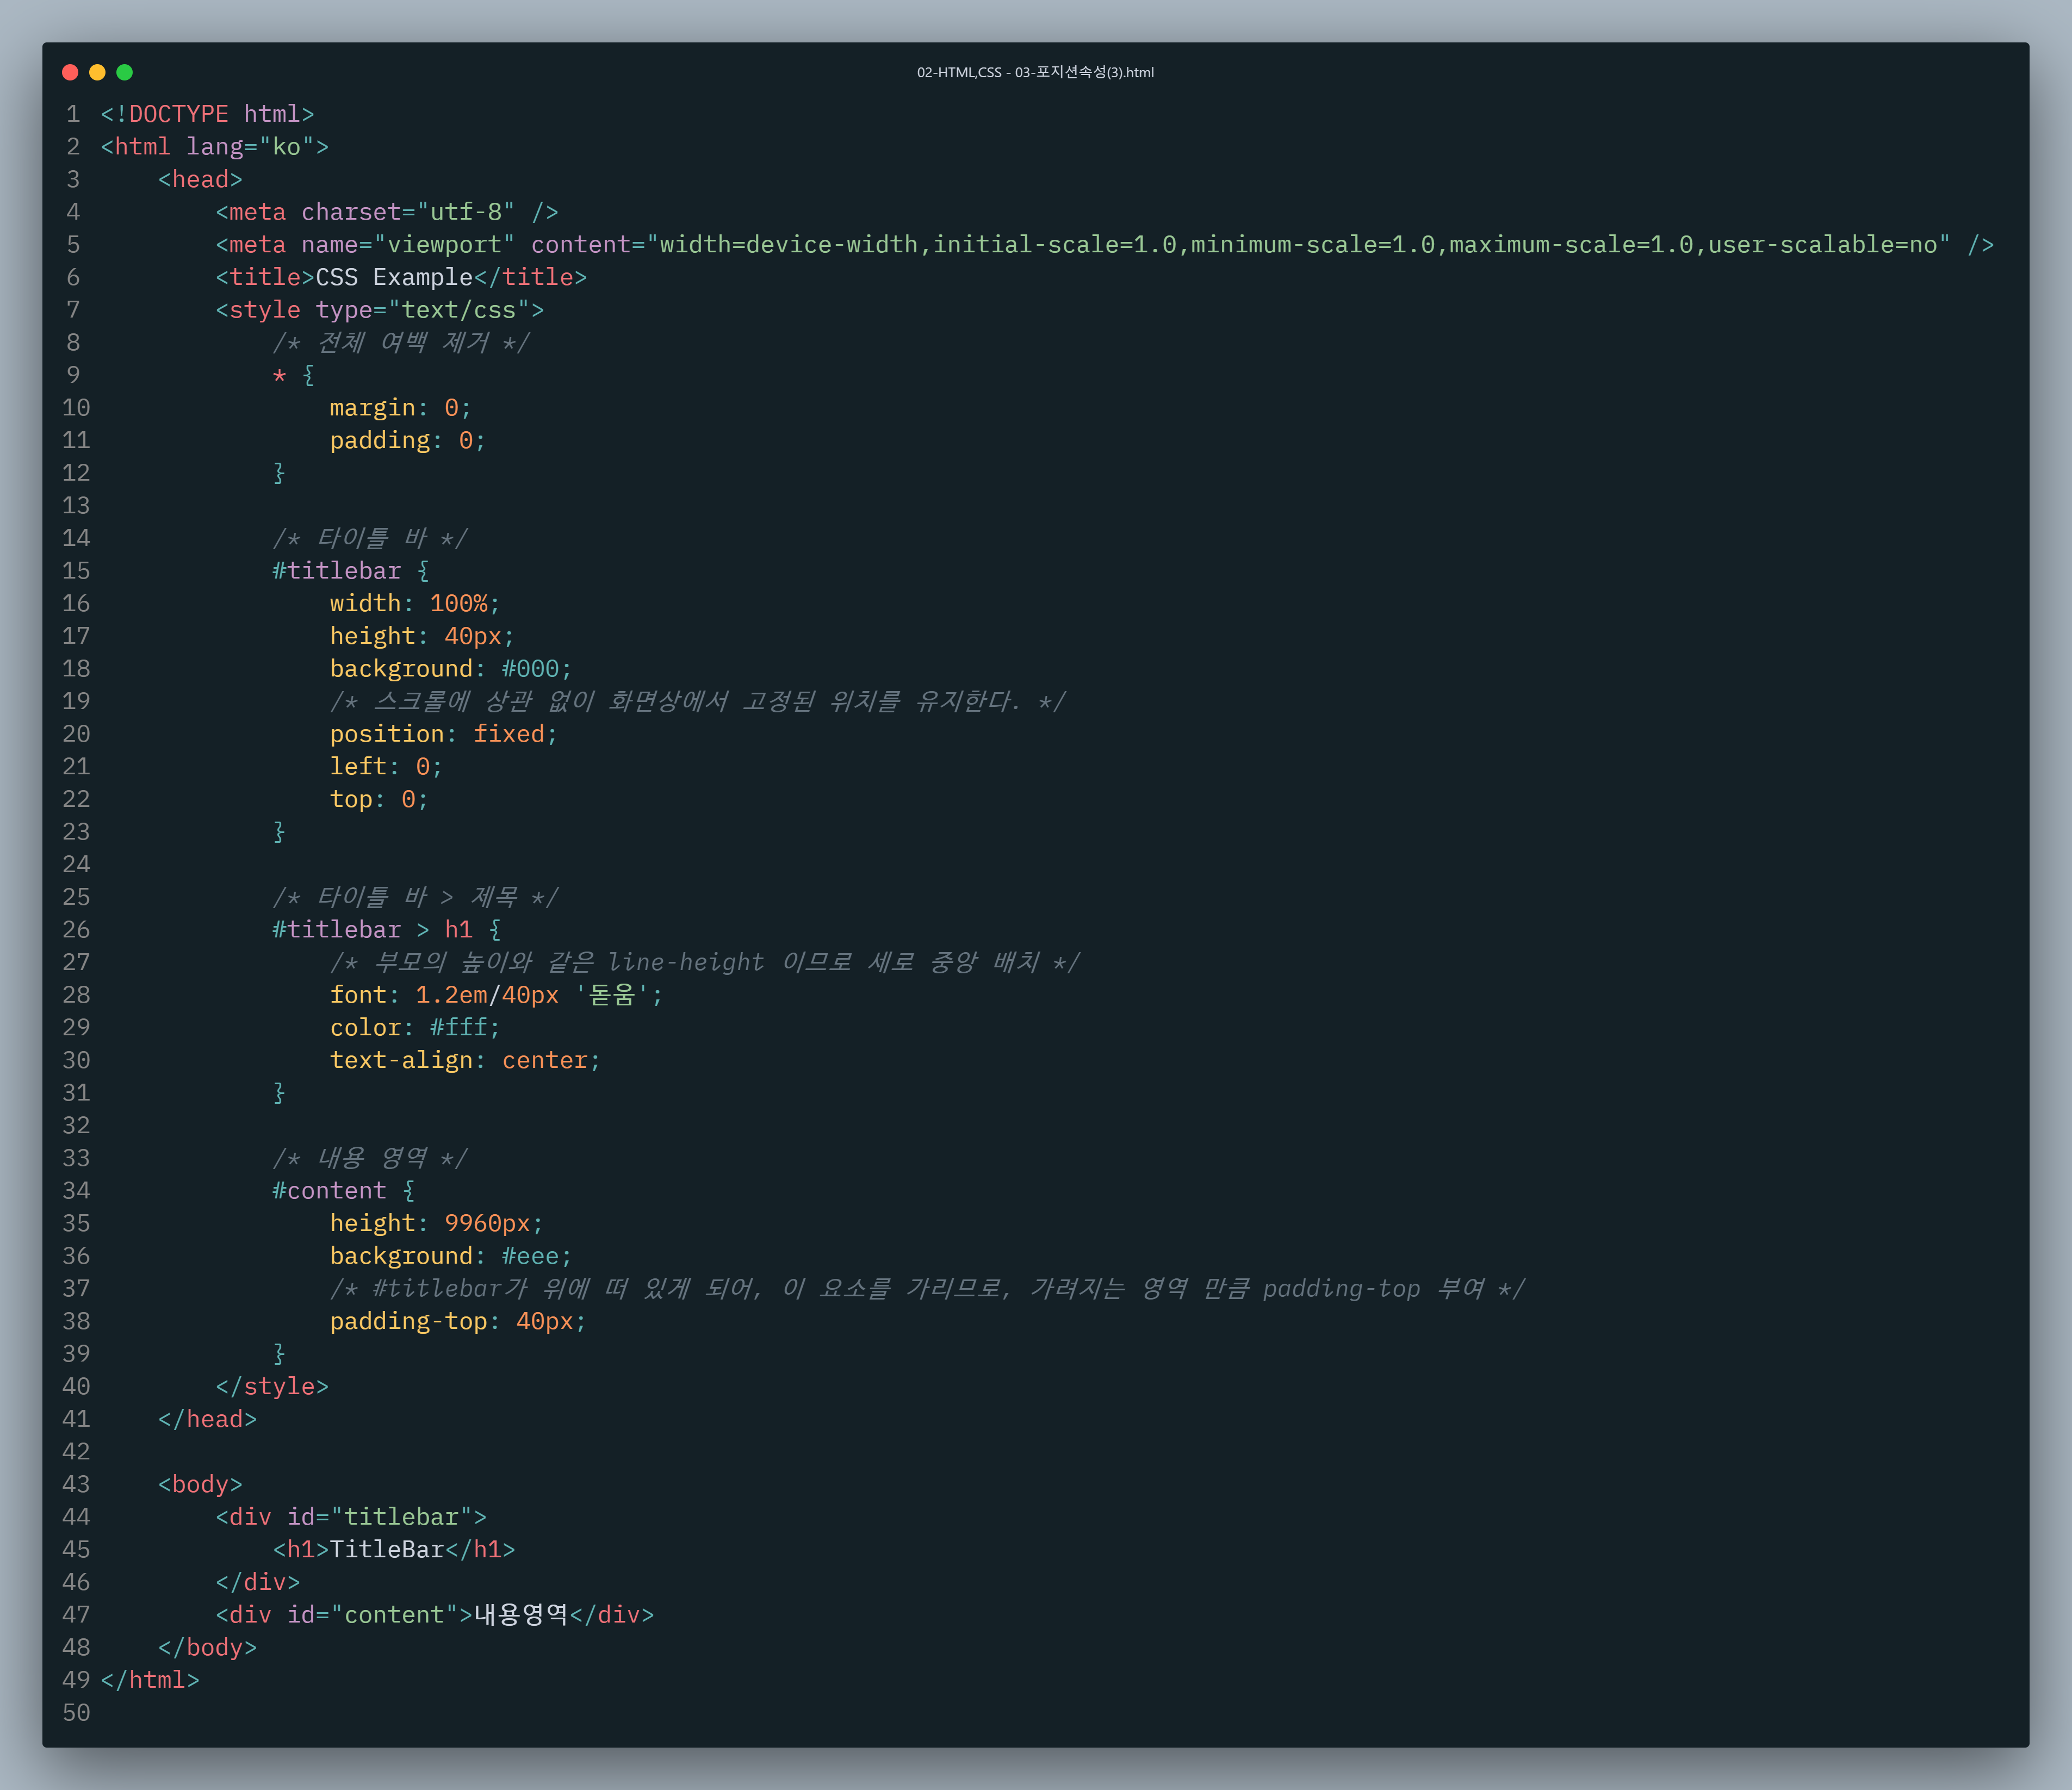 02-HTML,CSS - 03-포지션속성(3).html
1 <!DOCTYPE html>
2 <html lang="ko">
3     <head>
4         <meta charset="utf-8" />
5         <meta name="viewport" content="width=device-width,initial-scale=1.0,minimum-scale=1.0,maximum-scale=1.0,user-scalable=no" />
6         <title>CSS Example</title>
7         <style type="text/css">
8             /* 전체 여백 제거 */
9             * {
10                 margin: 0;
11                 padding: 0;
12             }
13
14             /* 타이틀 바 */
15             #titlebar {
16                 width: 100%;
17                 height: 40px;
18                 background: #000;
19                 /* 스크롤에 상관 없이 화면상에서 고정된 위치를 유지한다. */
20                 position: fixed;
21                 left: 0;
22                 top: 0;
23             }
24
25             /* 타이틀 바 > 제목 */
26             #titlebar > h1 {
27                 /* 부모의 높이와 같은 line-height 이므로 세로 중앙 배치 */
28                 font: 1.2em/40px '돋움';
29                 color: #fff;
30                 text-align: center;
31             }
32
33             /* 내용 영역 */
34             #content {
35                 height: 9960px;
36                 background: #eee;
37                 /* #titlebar가 위에 떠 있게 되어, 이 요소를 가리므로, 가려지는 영역 만큼 padding-top 부여 */
38                 padding-top: 40px;
39             }
40         </style>
41     </head>
42
43     <body>
44         <div id="titlebar">
45             <h1>TitleBar</h1>
46         </div>
47         <div id="content">내용영역</div>
48     </body>
49 </html>
50